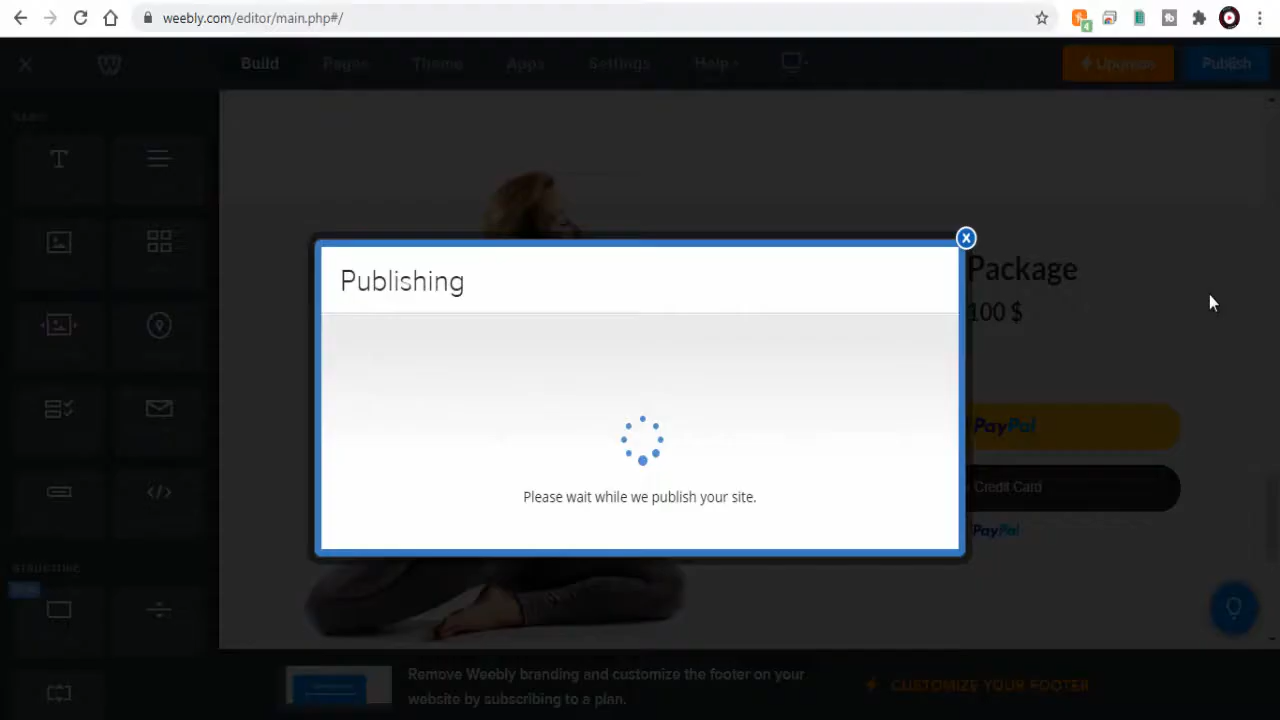 weebly.com/editor/main.php#/
4
Build
Pages
Theme
Apps
Settings
Help
Upgrade
Publish
BASIC
Publishing
X
Package
100 $
PayPal
Credit Card
Please wait while we publish your site.
PayPal
STRUCTURE
Remove Weebly branding and customize the footer on your
website by subscribing to a plan.
CUSTOMIZE YOUR FOOTER